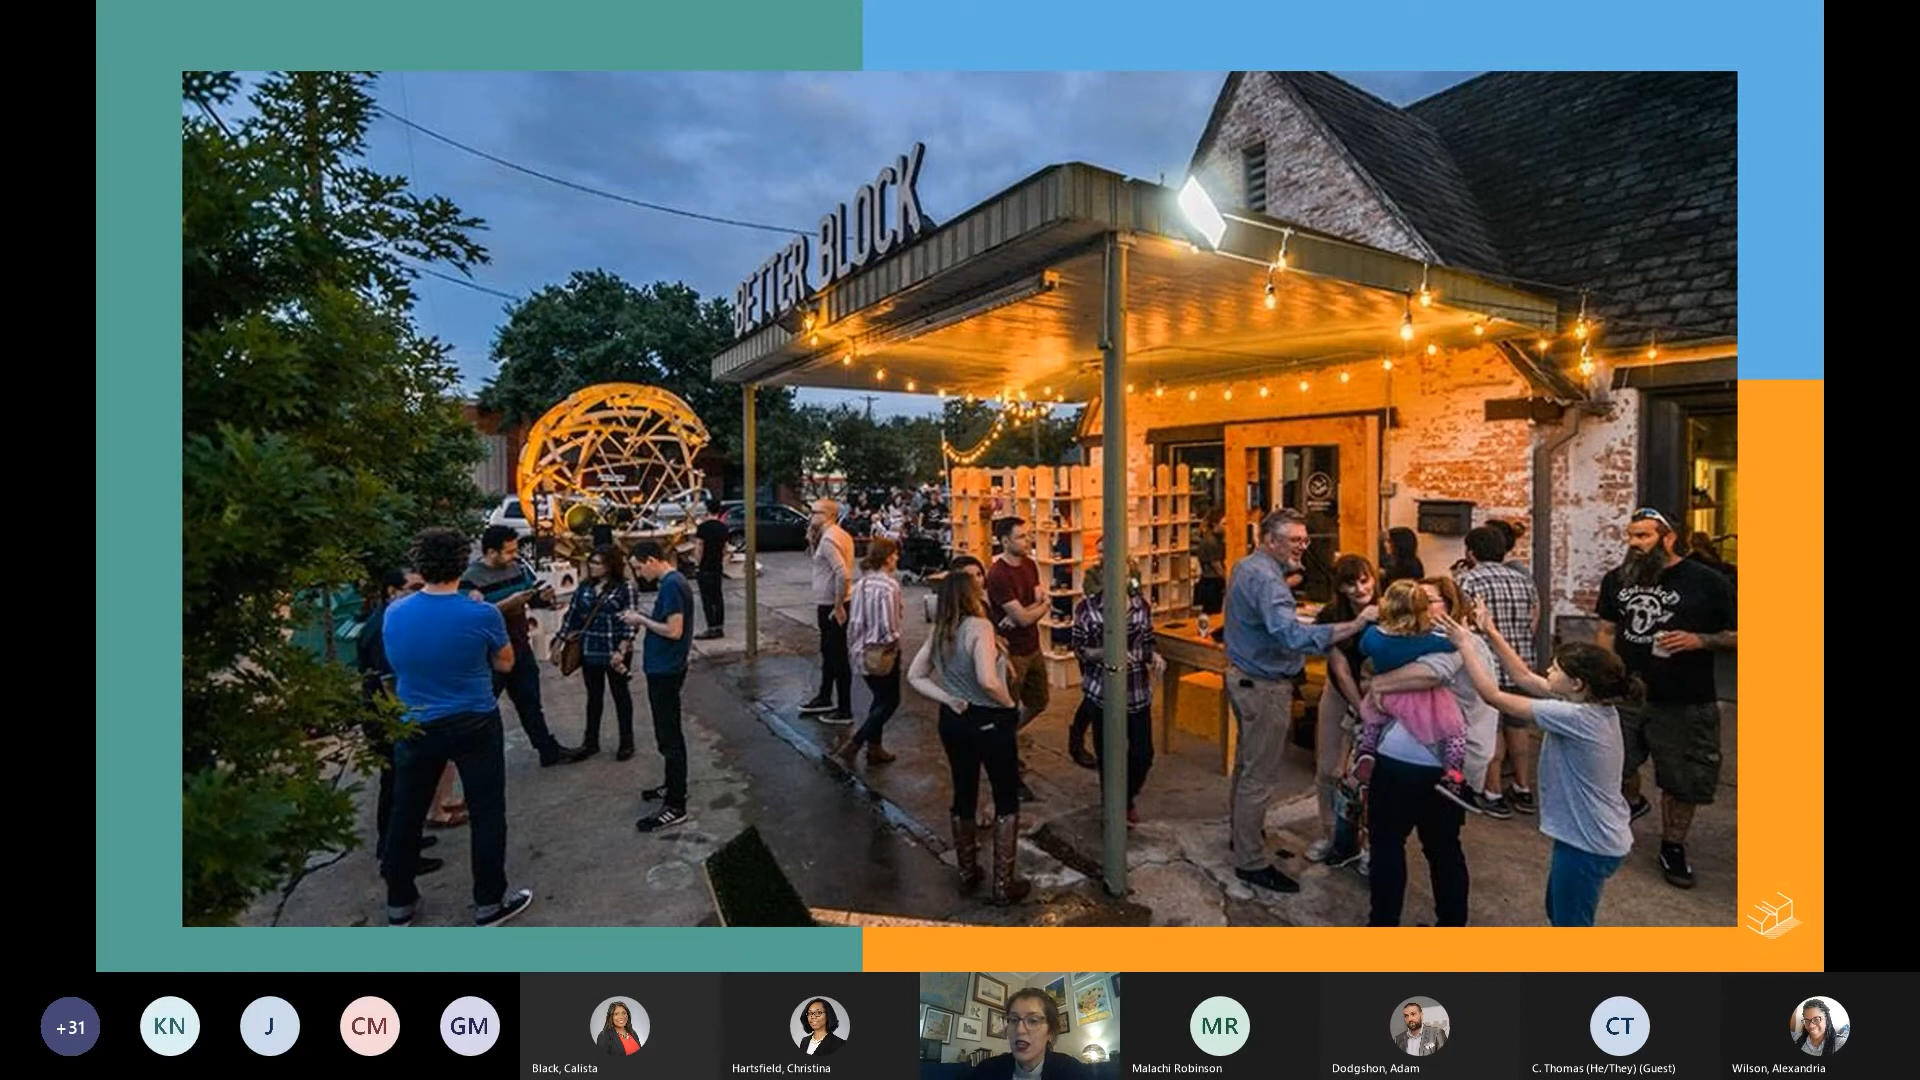 BETTER BLOCK
+31
KN
J
CM
GM
Black, Calista
Hartsfield, Christina
MR
Malachi Robinson
Dodgshon, Adam
CT
C. Thomas (He/They) (Guest)
Wilson, Alexandria